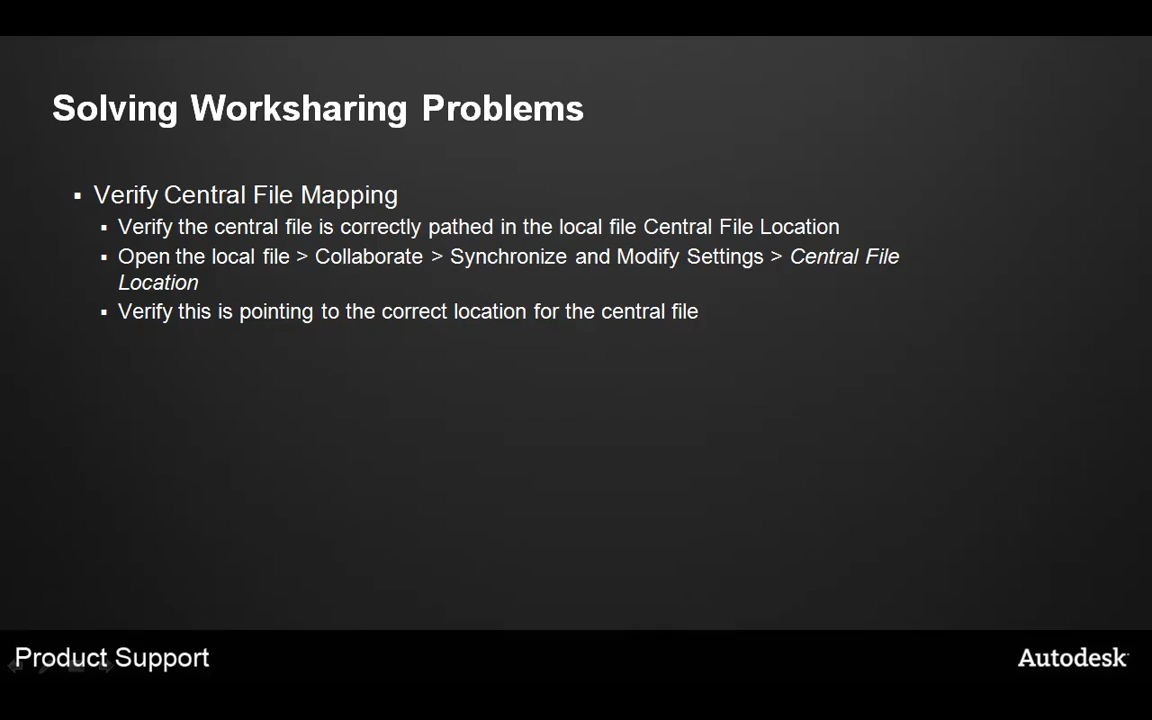 Solving Worksharing Problems
▪ Verify Central File Mapping
▪ Verify the central file is correctly pathed in the local file Central File Location
▪ Open the local file > Collaborate > Synchronize and Modify Settings > Central File
Location
▪ Verify this is pointing to the correct location for the central file
Product Support
Autodesk